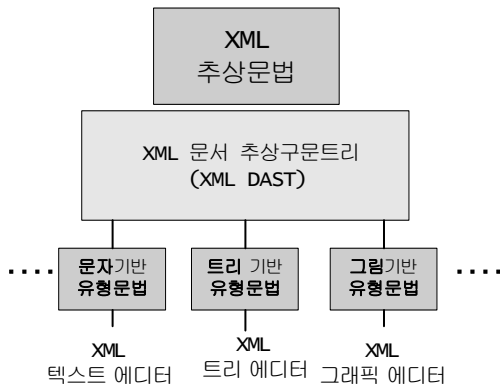 XML
추상문법
XML 문서 추상구문트리
(XML DAST)
문자기반
유형문법
트리 기반
유형문법
그림기반
유형문법
XML
텍스트 에디터
XML
트리 에디터
XML
그래픽 에디터